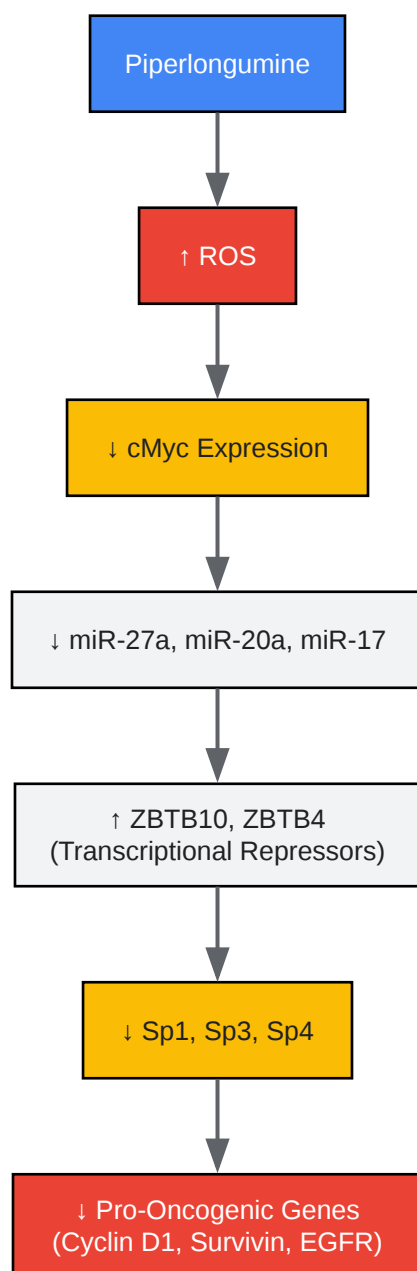 Piperlongumine
↑ ROS
↓ cMyc Expression
↓ miR-27a, miR-20a, miR-17
↑ ZBTB10, ZBTB4
(Transcriptional Repressors)
↓ Sp1, Sp3, Sp4
↓ Pro-Oncogenic Genes
(Cyclin D1, Survivin, EGFR)